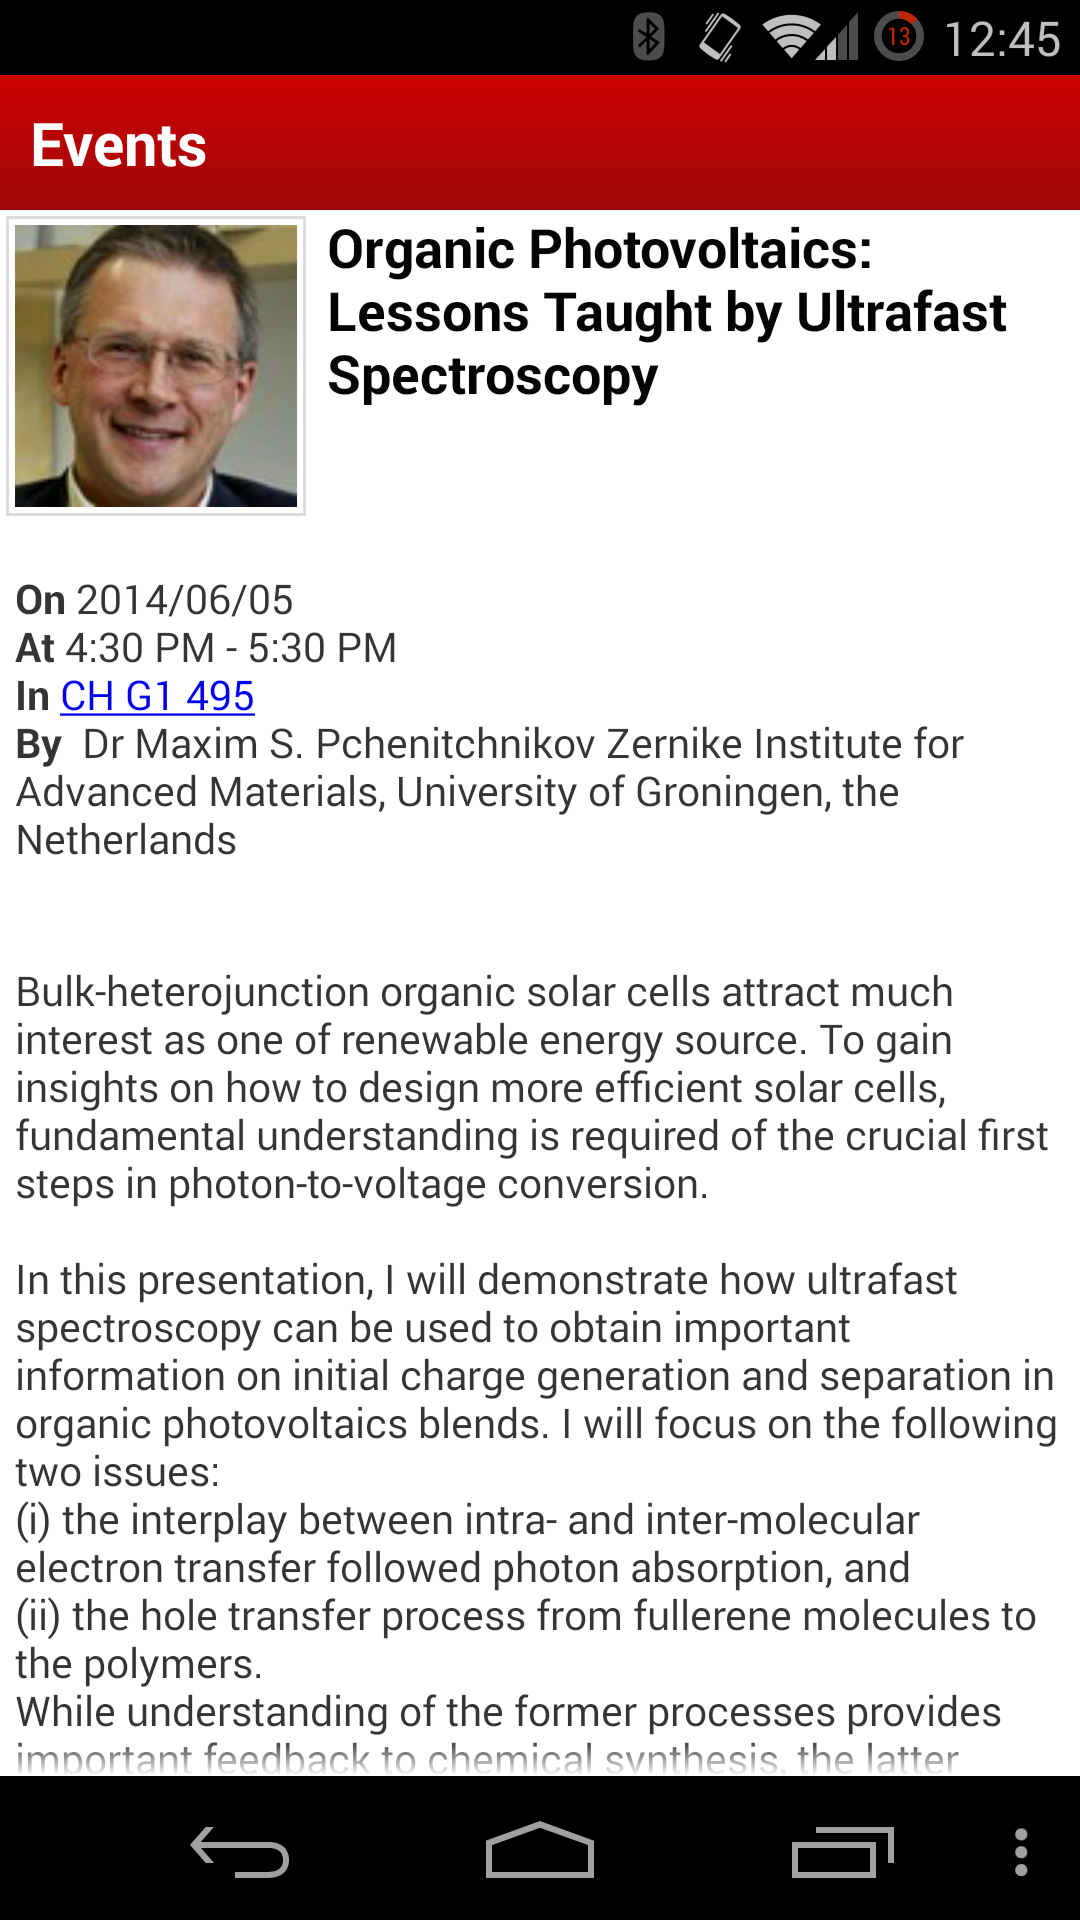 13 12:45
Events
Organic Photovoltaics:
Lessons Taught by Ultrafast
Spectroscopy
On 2014/06/05
At 4:30 PM - 5:30 PM
In CH G1 495
By Dr Maxim S. Pchenitchnikov Zernike Institute for
Advanced Materials, University of Groningen, the
Netherlands
Bulk-heterojunction organic solar cells attract much
interest as one of renewable energy source. To gain
insights on how to design more efficient solar cells,
fundamental understanding is required of the crucial first
steps in photon-to-voltage conversion.
In this presentation, I will demonstrate how ultrafast
spectroscopy can be used to obtain important
information on initial charge generation and separation in
organic photovoltaics blends. I will focus on the following
two issues:
(i) the interplay between intra- and inter-molecular
electron transfer followed photon absorption, and
(ii) the hole transfer process from fullerene molecules to
the polymers.
While understanding of the former processes provides
important feedback to chemical synthesis, the latter